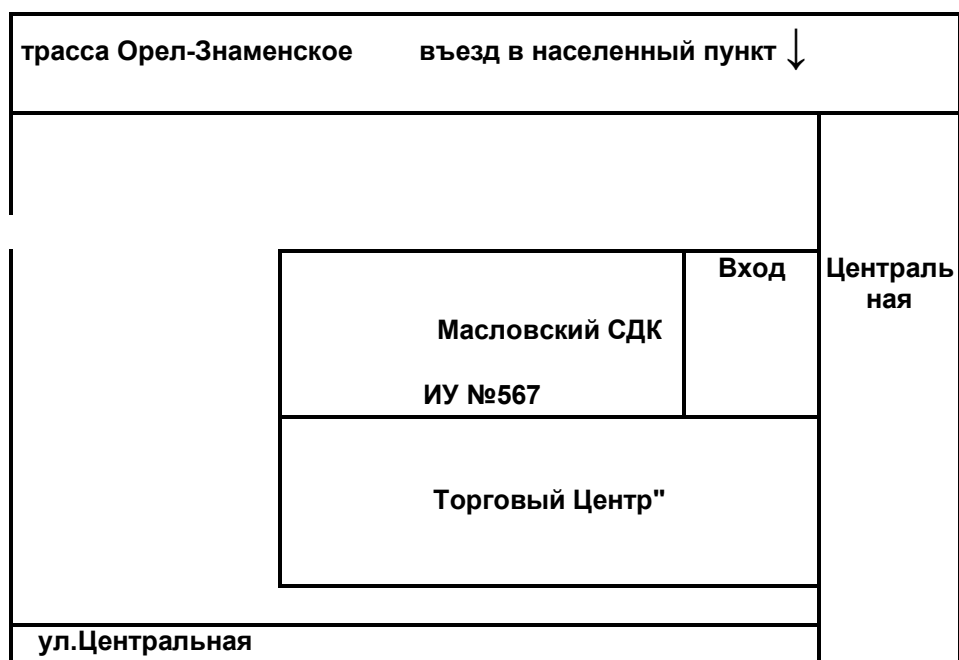 трасса Орел-Знаменское въезд в населенный пункт ↓
Вход
Централь
ная
Масловский СДК
ИУ №567
Торговый Центр"
ул.Центральная